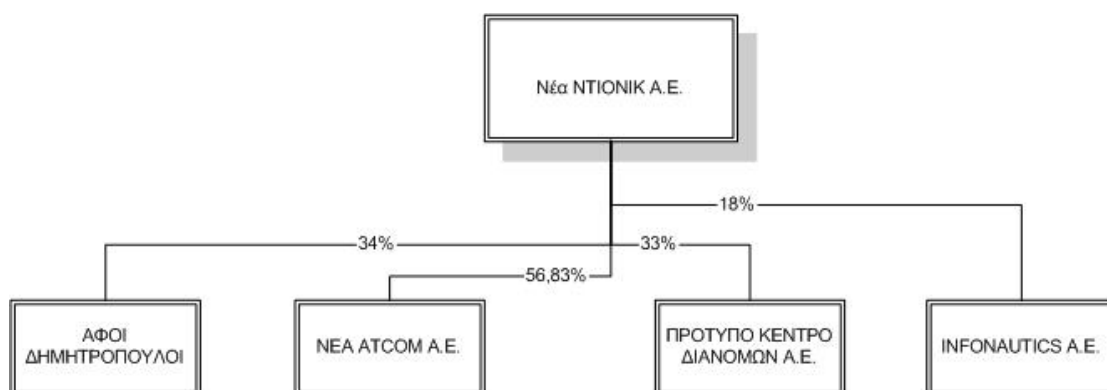 Νέα ΝΤΙΟΝΙΚ Α.Ε.
18%
34%
33%
56,83%
ΑΦΟΙ
ΔΗΜΗΤΡΟΠΟΥΛΟΙ
ΝΕΑ ATCOM Α.Ε.
ΠΡΟΤΥΠΟ ΚΕΝΤΡΟ
ΔΙΑΝΟΜΩΝ Α.Ε.
INFONAUTICS Α.Ε.